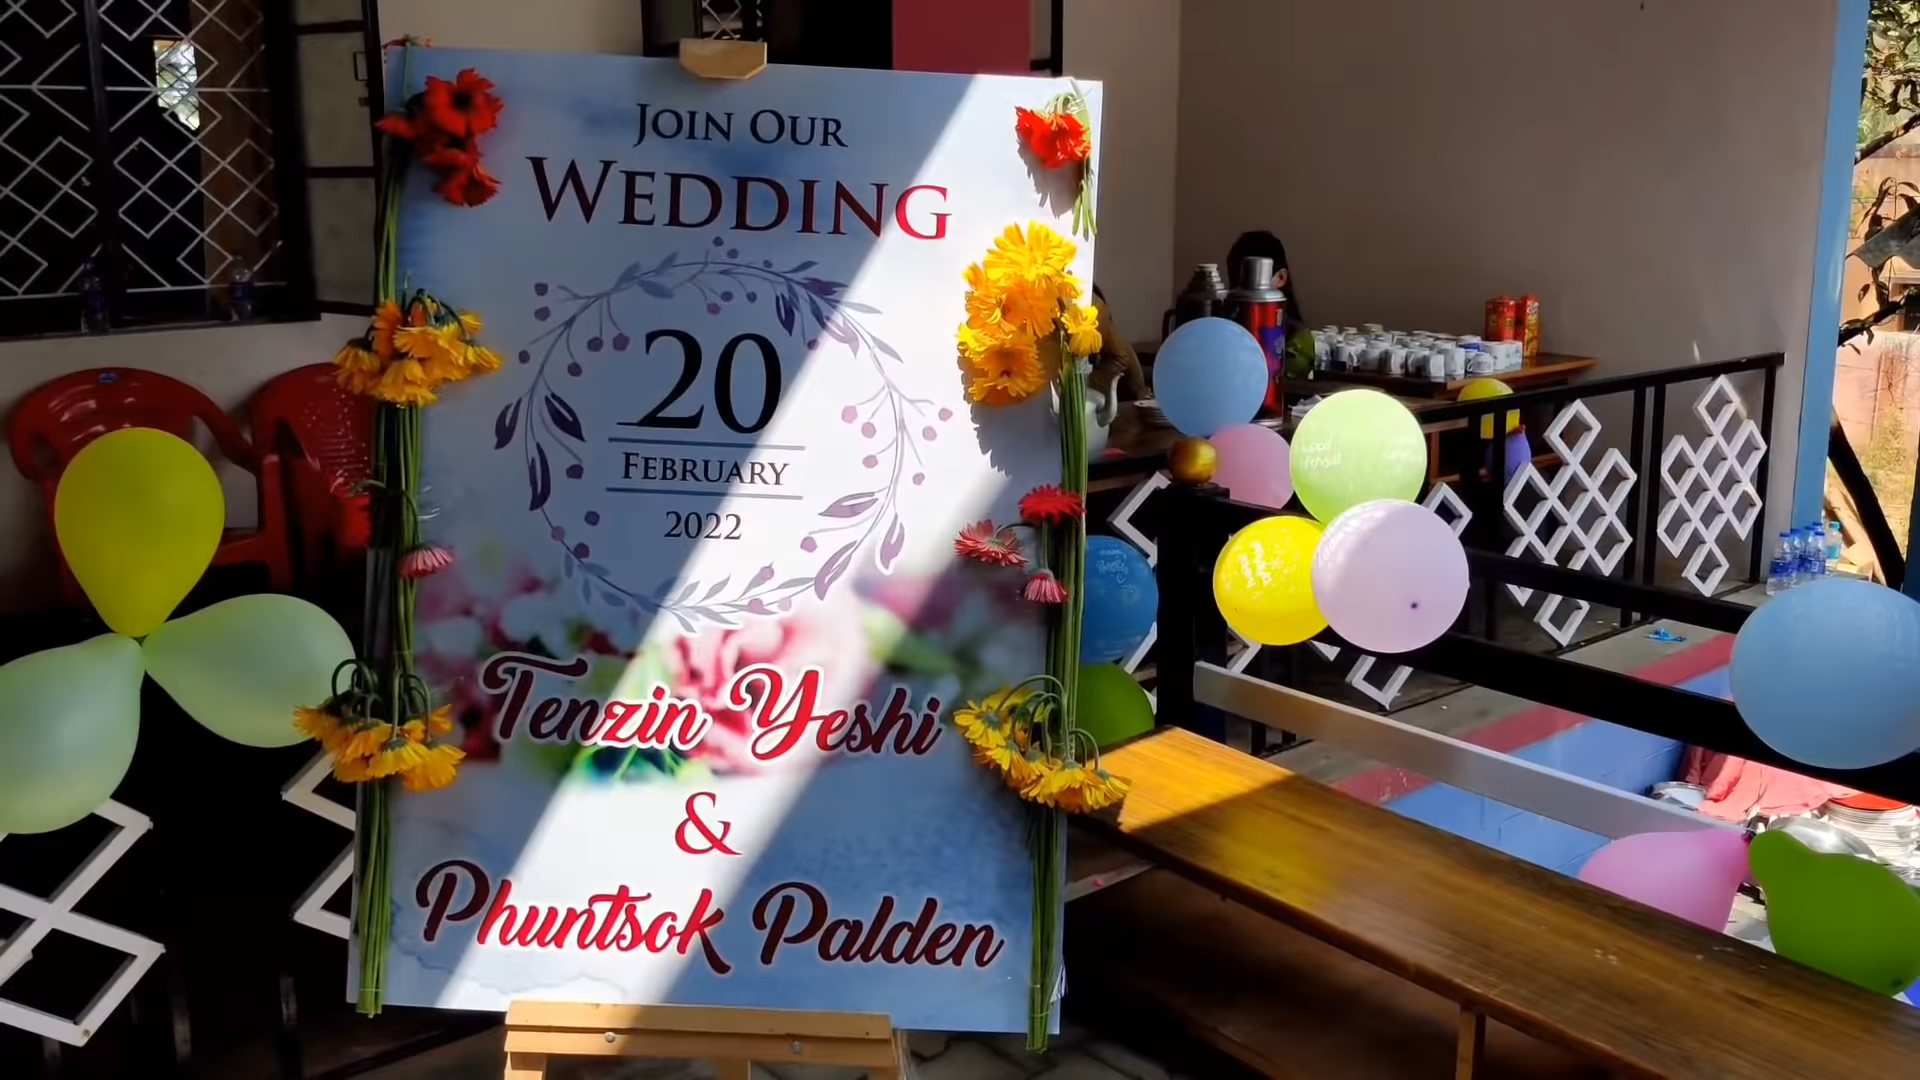 Join Our
Wedding
20
February
2022
Tenzin Yeshi
&
Phuntsok Palden